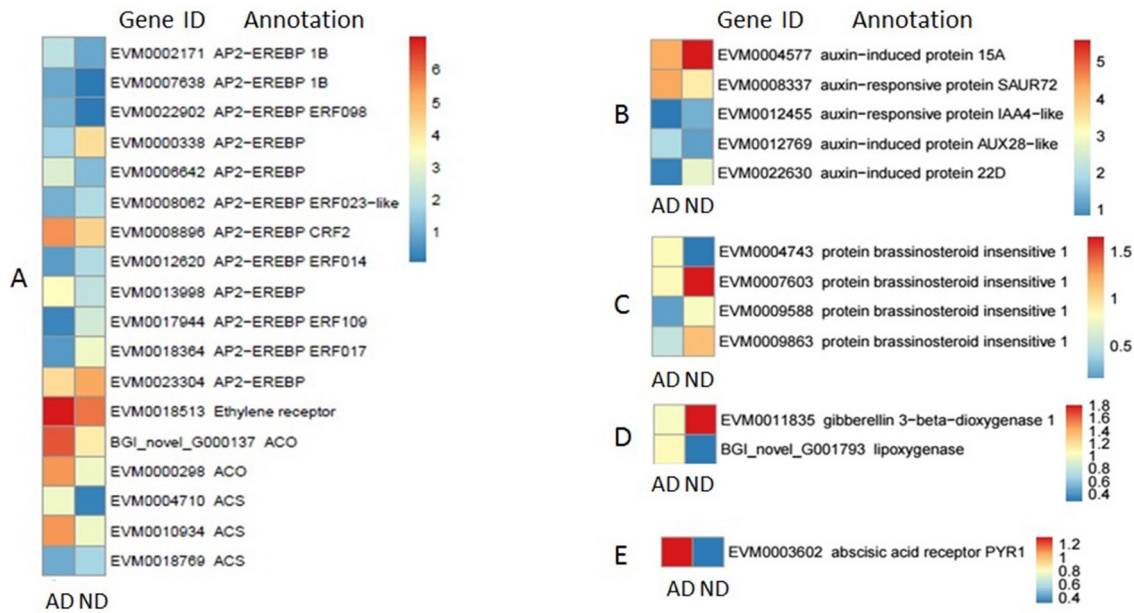 Gene ID Annotation
EVM0002171 AP2-EREBP 1B
EVM0007638 AP2-EREBP 1B
EVM0022902 AP2-EREBP ERF098
EVM0000338 AP2-EREBP
EVM0006642 AP2-EREBP
EVM0008062 AP2-EREBP ERF023-like
EVM0008896 AP2-EREBP CRF2
EVM0012620 AP2-EREBP ERF014
EVM0013998 AP2-EREBP
EVM0017944 AP2-EREBP ERF109
EVM0018364 AP2-EREBP ERF017
EVM0023304 AP2-EREBP
EVM0018513 Ethylene receptor
BGI_novel_G000137 ACO
EVM0000298 ACO
EVM0004710 ACS
EVM0010934 ACS
EVM0018769 ACS
A
AD ND
6
5
4
3
2
1
Gene ID Annotation
EVM0004577 auxin-induced protein 15A
EVM0008337 auxin-responsive protein SAUR72
EVM0012455 auxin-responsive protein IAA4-like
EVM0012769 auxin-induced protein AUX28-like
EVM0022630 auxin-induced protein 22D
B
AD ND
5
4
3
2
1
EVM0004743 protein brassinosteroid insensitive 1
EVM0007603 protein brassinosteroid insensitive 1
EVM0009588 protein brassinosteroid insensitive 1
EVM0009863 protein brassinosteroid insensitive 1
C
AD ND
1.5
1
0.5
EVM0011835 gibberellin 3-beta-dioxygenase 1
BGI_novel_G001793 lipoxygenase
D
AD ND
1.8
1.6
1.4
1.2
1
0.8
0.6
0.4
EVM0003602 abscisic acid receptor PYR1
E
AD ND
1.2
1
0.8
0.6
0.4